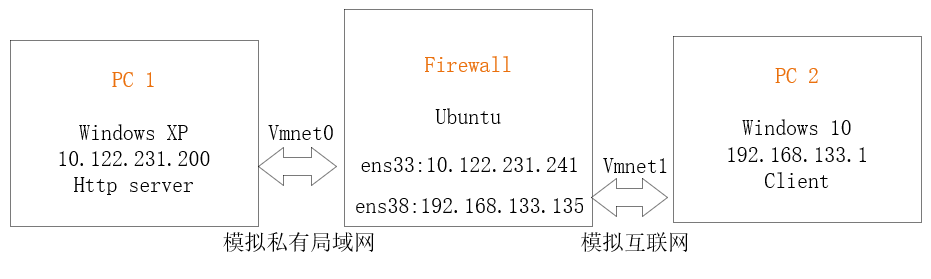 PC 1
Windows XP
10.122.231.200
Http server
Vmnet0
模拟私有局域网
Firewall
Ubuntu
ens33:10.122.231.241
ens38:192.168.133.135
Vmnet1
模拟互联网
PC 2
Windows 10
192.168.133.1
Client